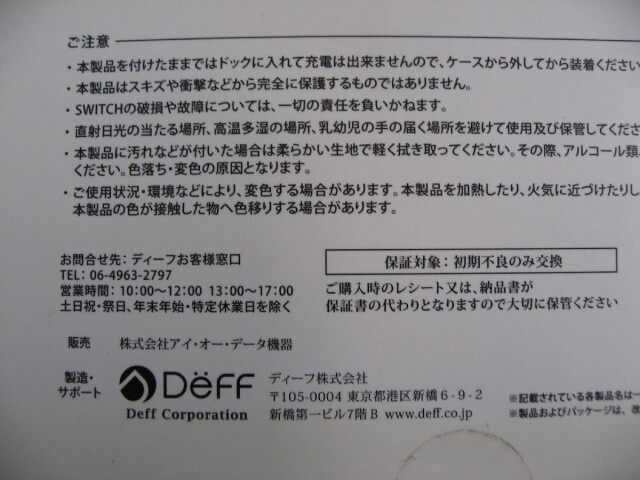 ご注意
・本製品を付けたままではドックに入れて充電は出来ませんので、ケースから外してから装着ください
・本製品はスキズや衝撃などから完全に保護するものではありません。
・SWITCHの破損や故障については、一切の責任を負いかねます。
・直射日光の当たる場所、高温多湿の場所、乳幼児の手の届く場所を避けて使用及び保管してくださ
・本製品に汚れなどが付いた場合は柔らかい生地で軽く拭き取ってください。その際、アルコール類
ください。色落ち・変色の原因となります。
・ご使用状況・環境などにより、変色する場合があります。本製品を加熱したり、火気に近づけたりし
本製品の色が接触した物へ色移りする場合があります。
お問合せ先：ディーフお客様窓口
TEL: 06-4963-2797
営業時間：10:00〜12:00 13:00〜17:00
土日祝・祭日、年末年始・特定休業日を除く
保証対象：初期不良のみ交換
ご購入時のレシート又は、納品書が
保証書の代わりとなりますので大切に保管ください
販売 株式会社アイ・オー・データ機器
製造・
サポート
DëFF
Deff Corporation
ディーフ株式会社
〒105-0004 東京都港区新橋6-9-2
新橋第一ビル7階B www.deff.co.jp
※記載されている各製品名は一
※製品およびパッケージは、改